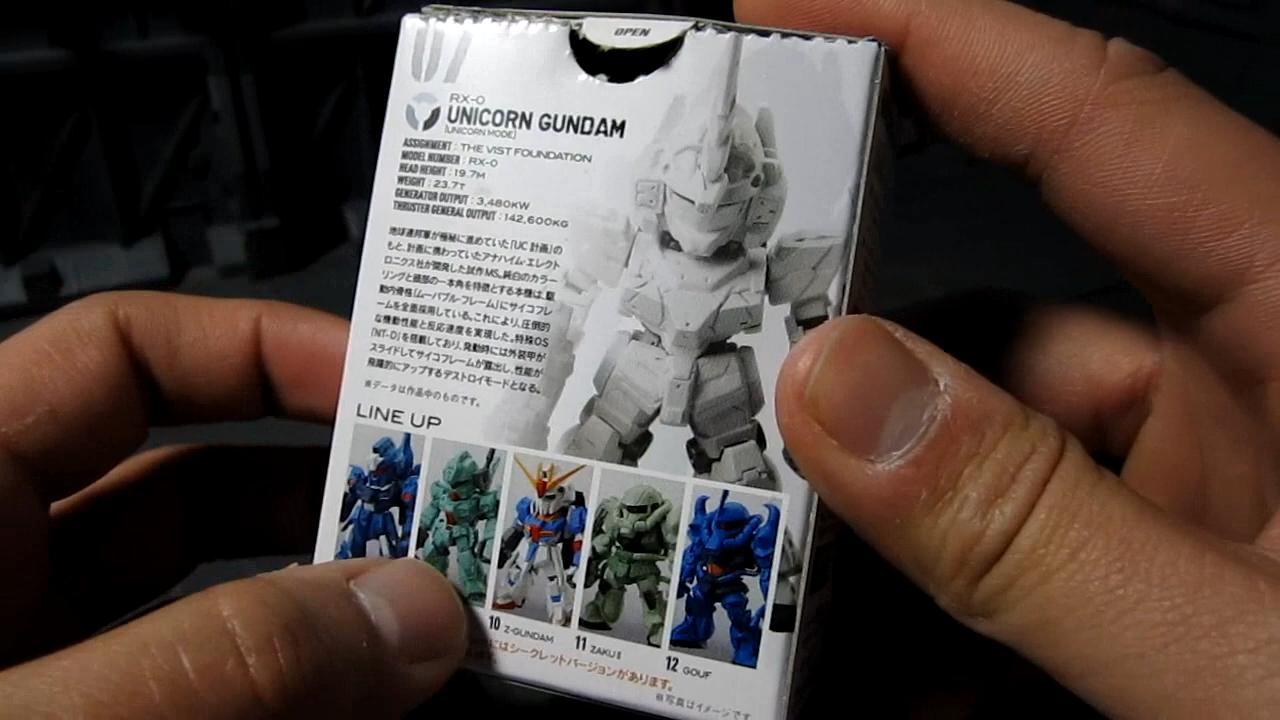 OPEN
07
RX-0
UNICORN GUNDAM
[UNICORN MODE]
ASSIGNMENT : THE VIST FOUNDATION
MODEL NUMBER : RX-0
HEAD HEIGHT : 19.7M
WEIGHT : 23.7T
GENERATOR OUTPUT : 3,480KW
THRUSTER GENERAL OUTPUT : 142,600KG
地球連邦軍が極秘に進めていた「UC 計画」の
もと、計画に携わっていたアナハイム・エレクト
ロニクス社が開発した試作MS。純白のカラー
リングと頭部の一本角を特徴とする本機は、駆
動内骨格(ムーバブル・フレーム)にサイコフレ
ームを全面採用している。これにより、圧倒的
な機動性能と反応速度を実現した。特殊OS
「NT-D」を搭載しており、発動時には外装甲が
スライドしてサイコフレームが露出し、性能が
飛躍的にアップするデストロイモードとなる。
※データは作品中のものです。
LINE UP
10 Z-GUNDAM
11 ZAKU II
12 GOUF
にはシークレットバージョンがあります。
※写真はイメージです